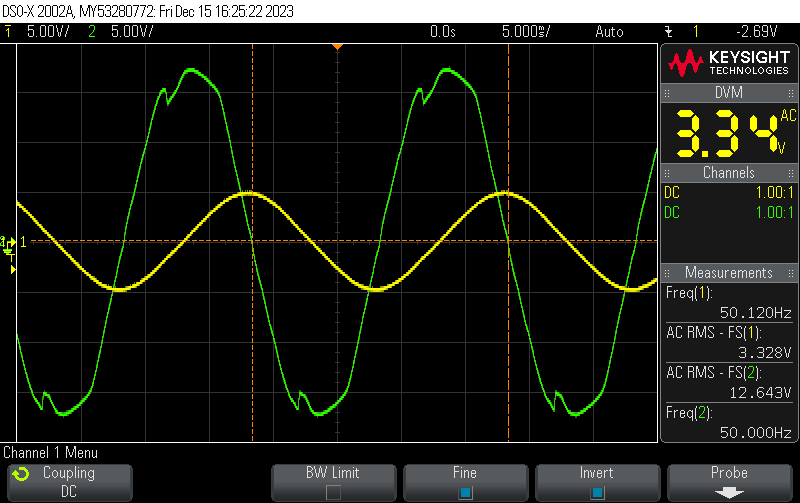 DSO-X 2002A, MY53280772: Fri Dec 15 16:25:22 2023
1 5.00V/ 2 5.00V/ 0.0s 5.000ms/ Auto 1 -2.69V
KEYSIGHT
TECHNOLOGIES
DVM
3.34 AC V
Channels
DC 1.00:1
DC 1.00:1
1
Measurements
Freq(1):
50.120Hz
AC RMS - FS(1):
3.328V
AC RMS - FS(2):
12.643V
Freq(2):
50.000Hz
Channel 1 Menu
Coupling
DC
BW Limit
Fine
Invert
Probe